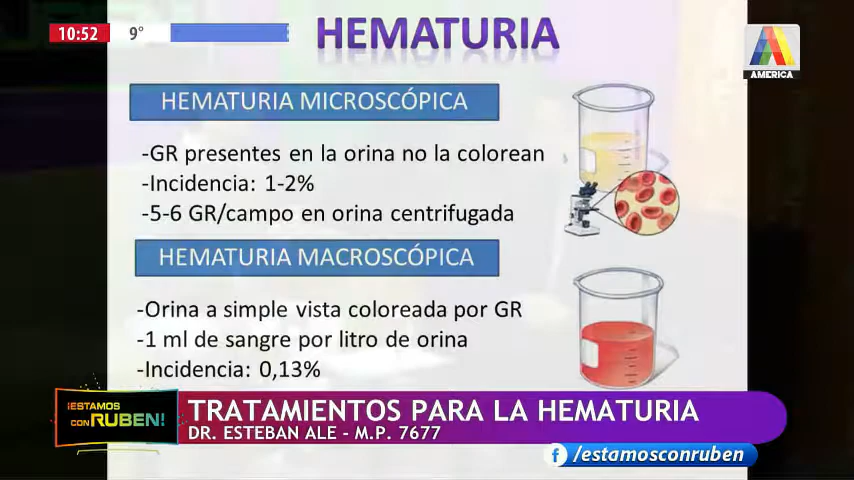 10:52
9°
HEMATURIA
AMERICA
HEMATURIA MICROSCÓPICA
-GR presentes en la orina no la colorean
-Incidencia: 1-2%
-5-6 GR/campo en orina centrifugada
HEMATURIA MACROSCÓPICA
-Orina a simple vista coloreada por GR
-1 ml de sangre por litro de orina
-Incidencia: 0,13%
¡ESTAMOS
CON RUBEN!
TRATAMIENTOS PARA LA HEMATURIA
DR. ESTEBAN ALE - M.P. 7677
f /estamosconruben